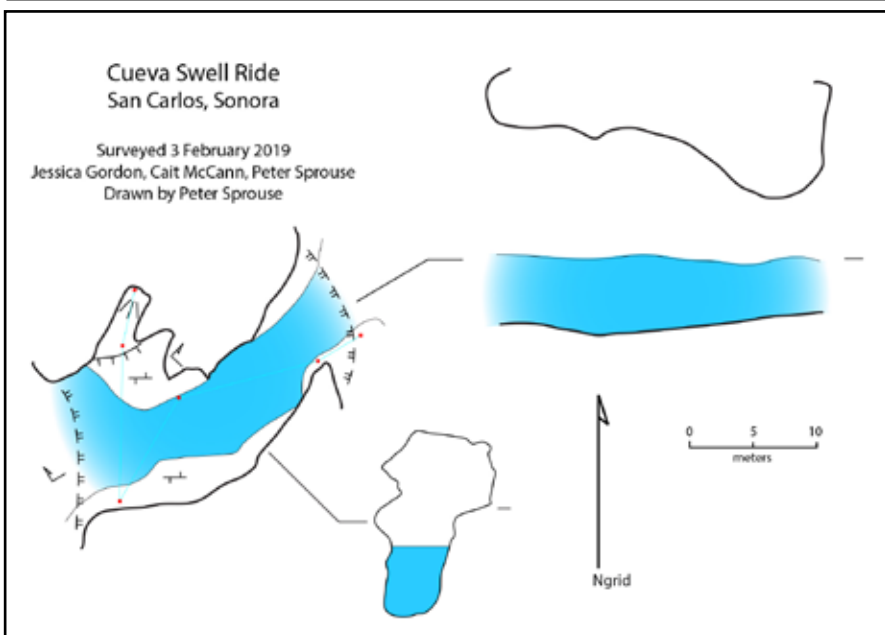 Cueva Swell Ride
San Carlos, Sonora
Surveyed 3 February 2019
Jessica Gordon, Cait McCann, Peter Sprouse
Drawn by Peter Sprouse
0 5 10
meters
Ngrid